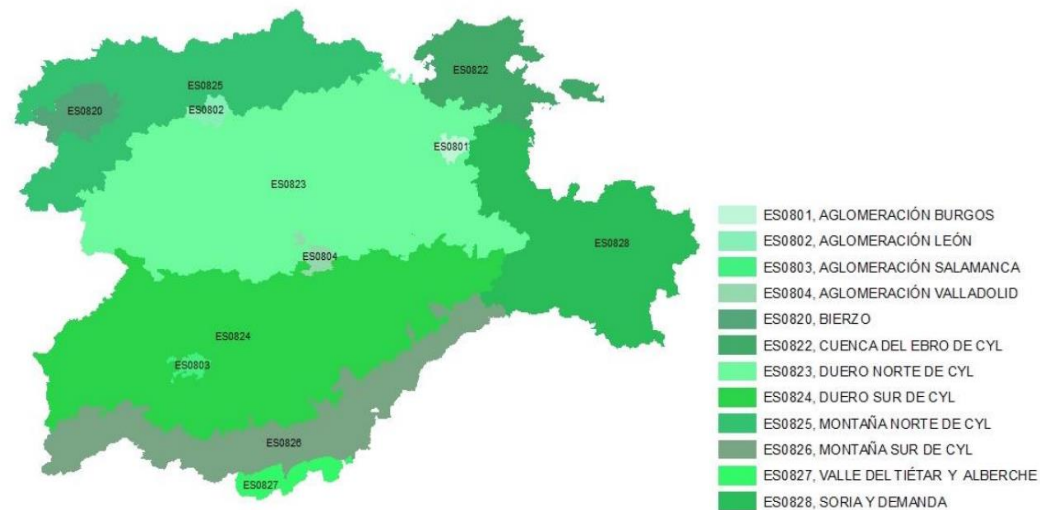 ES0822
ES0825
ES0820
ES0802
ES0801
ES0823
ES0828
ES0804
ES0824
ES0803
ES0826
ES0827
ES0801, AGLOMERACIÓN BURGOS
ES0802, AGLOMERACIÓN LEÓN
ES0803, AGLOMERACIÓN SALAMANCA
ES0804, AGLOMERACIÓN VALLADOLID
ES0820, BIERZO
ES0822, CUENCA DEL EBRO DE CYL
ES0823, DUERO NORTE DE CYL
ES0824, DUERO SUR DE CYL
ES0825, MONTAÑA NORTE DE CYL
ES0826, MONTAÑA SUR DE CYL
ES0827, VALLE DEL TIÉTAR Y ALBERCHE
ES0828, SORIA Y DEMANDA